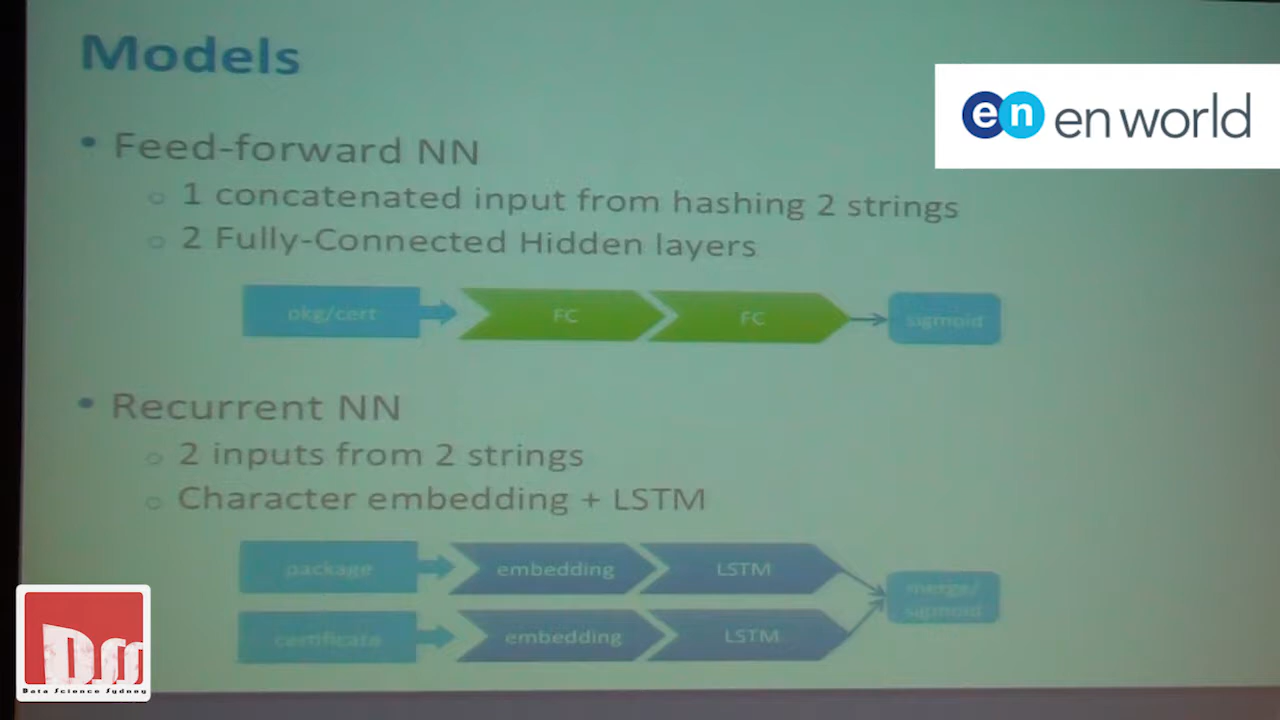 Models
en en world
• Feed-forward NN
○ 1 concatenated input from hashing 2 strings
○ 2 Fully-Connected Hidden layers
pkg/cert FC FC sigmoid
• Recurrent NN
○ 2 inputs from 2 strings
○ Character embedding + LSTM
package embedding LSTM
merge/
sigmoid
certificate embedding LSTM
DSS
Data Science Sydney